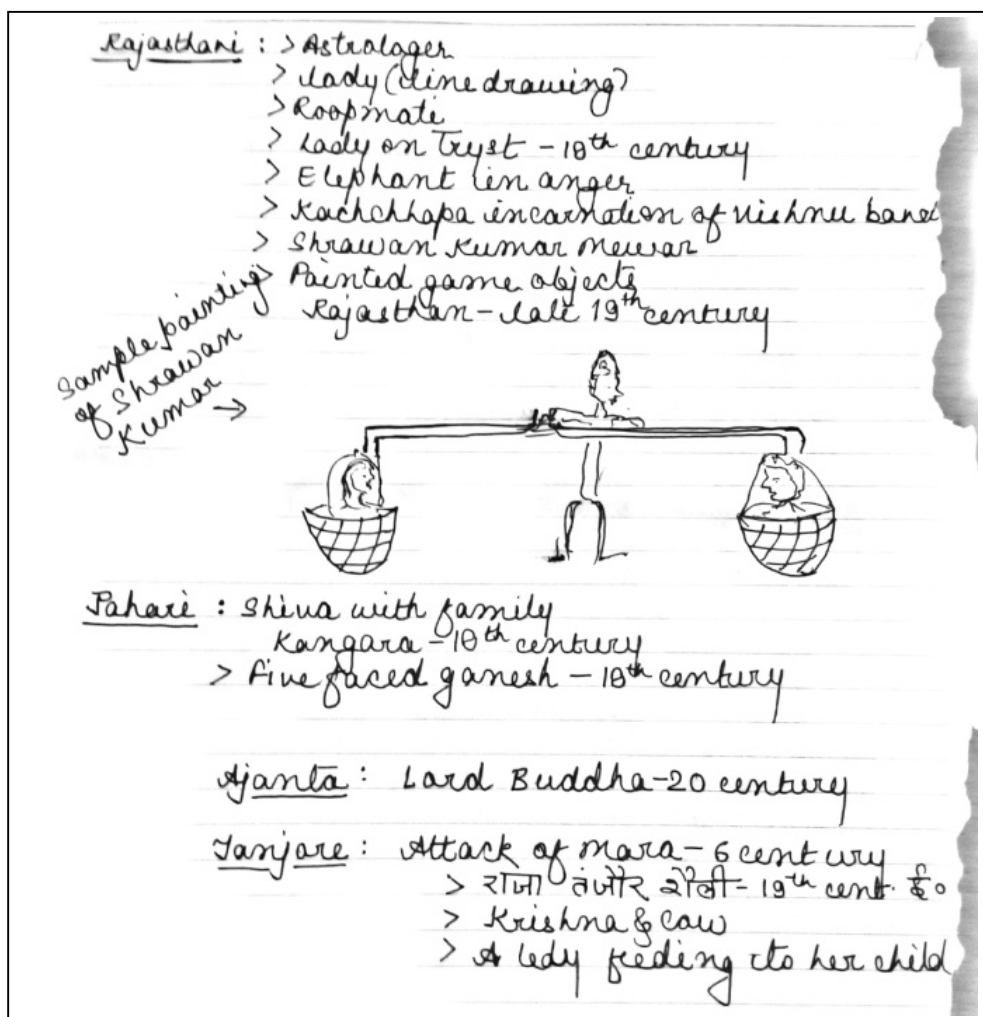 Rajasthani : > Astrologer
> Lady (line drawing)
> Roopmati
> Lady on Tryst - 18th century
> Elephant in anger
> Kachchhapa incarnation of Vishnu
> Shrawan Kumar Mewar
> Painted game objects
Rajasthan - late 19th century
Sample painting
of Shrawan
Kumar →
Pahari : Shiva with family
Kangara - 18th century
> Five faced ganesh - 18th century
Ajanta : Lord Buddha - 20 century
Tanjore : Attack of mara - 6 century
> राजा तंजौर शैली - 19th cent. ई०
> Krishna & cow
> A ledy feeding to her child